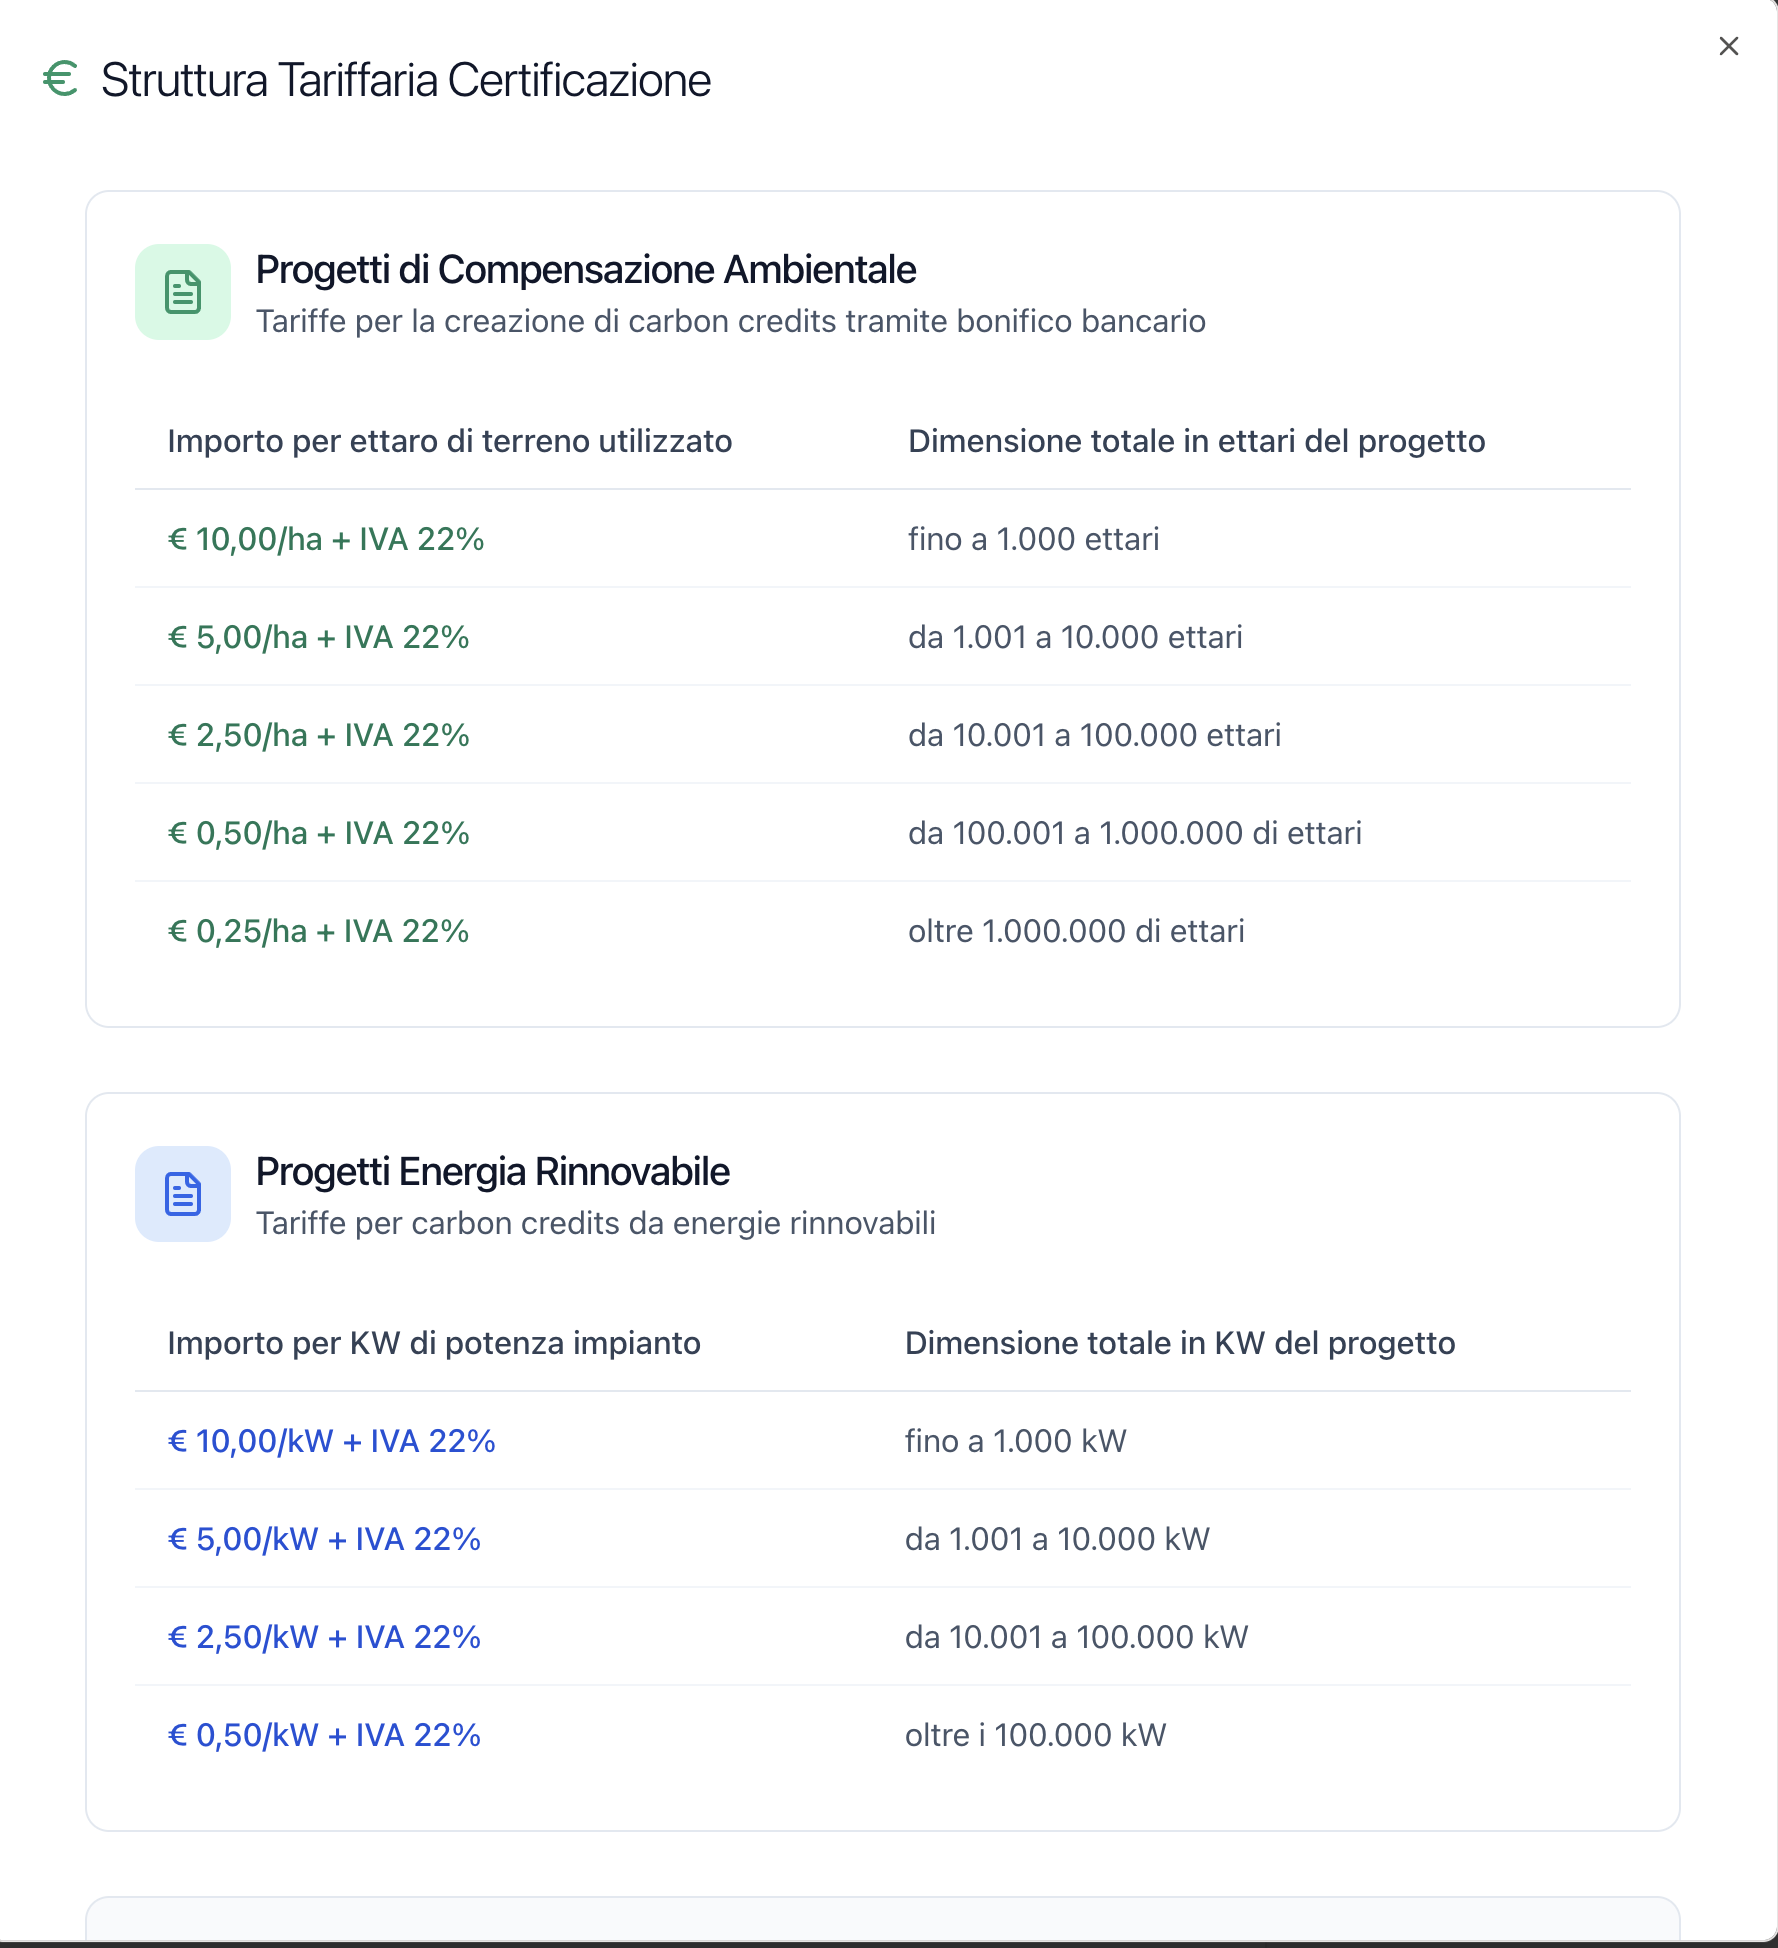 € Struttura Tariffaria Certificazione
Progetti di Compensazione Ambientale
Tariffe per la creazione di carbon credits tramite bonifico bancario
Importo per ettaro di terreno utilizzato Dimensione totale in ettari del progetto
€ 10,00/ha + IVA 22% fino a 1.000 ettari
€ 5,00/ha + IVA 22% da 1.001 a 10.000 ettari
€ 2,50/ha + IVA 22% da 10.001 a 100.000 ettari
€ 0,50/ha + IVA 22% da 100.001 a 1.000.000 di ettari
€ 0,25/ha + IVA 22% oltre 1.000.000 di ettari
Progetti Energia Rinnovabile
Tariffe per carbon credits da energie rinnovabili
Importo per KW di potenza impianto Dimensione totale in KW del progetto
€ 10,00/kW + IVA 22% fino a 1.000 kW
€ 5,00/kW + IVA 22% da 1.001 a 10.000 kW
€ 2,50/kW + IVA 22% da 10.001 a 100.000 kW
€ 0,50/kW + IVA 22% oltre i 100.000 kW